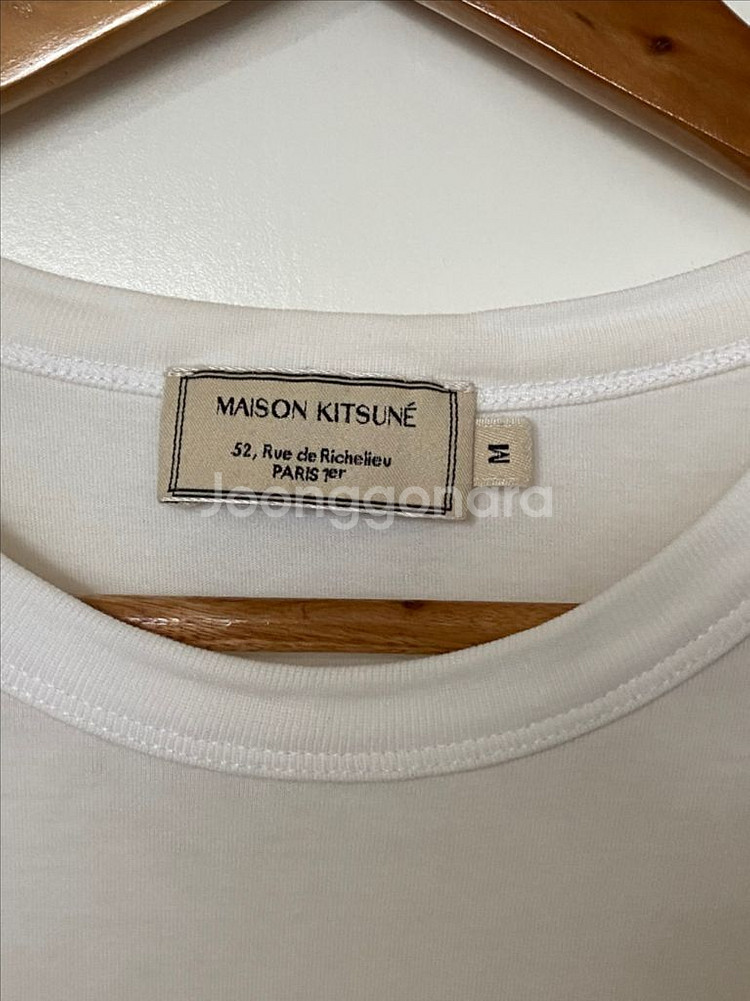 MAISON KITSUNÉ
52, Rue de Richelieu
PARIS 1er
M
Joonggonara